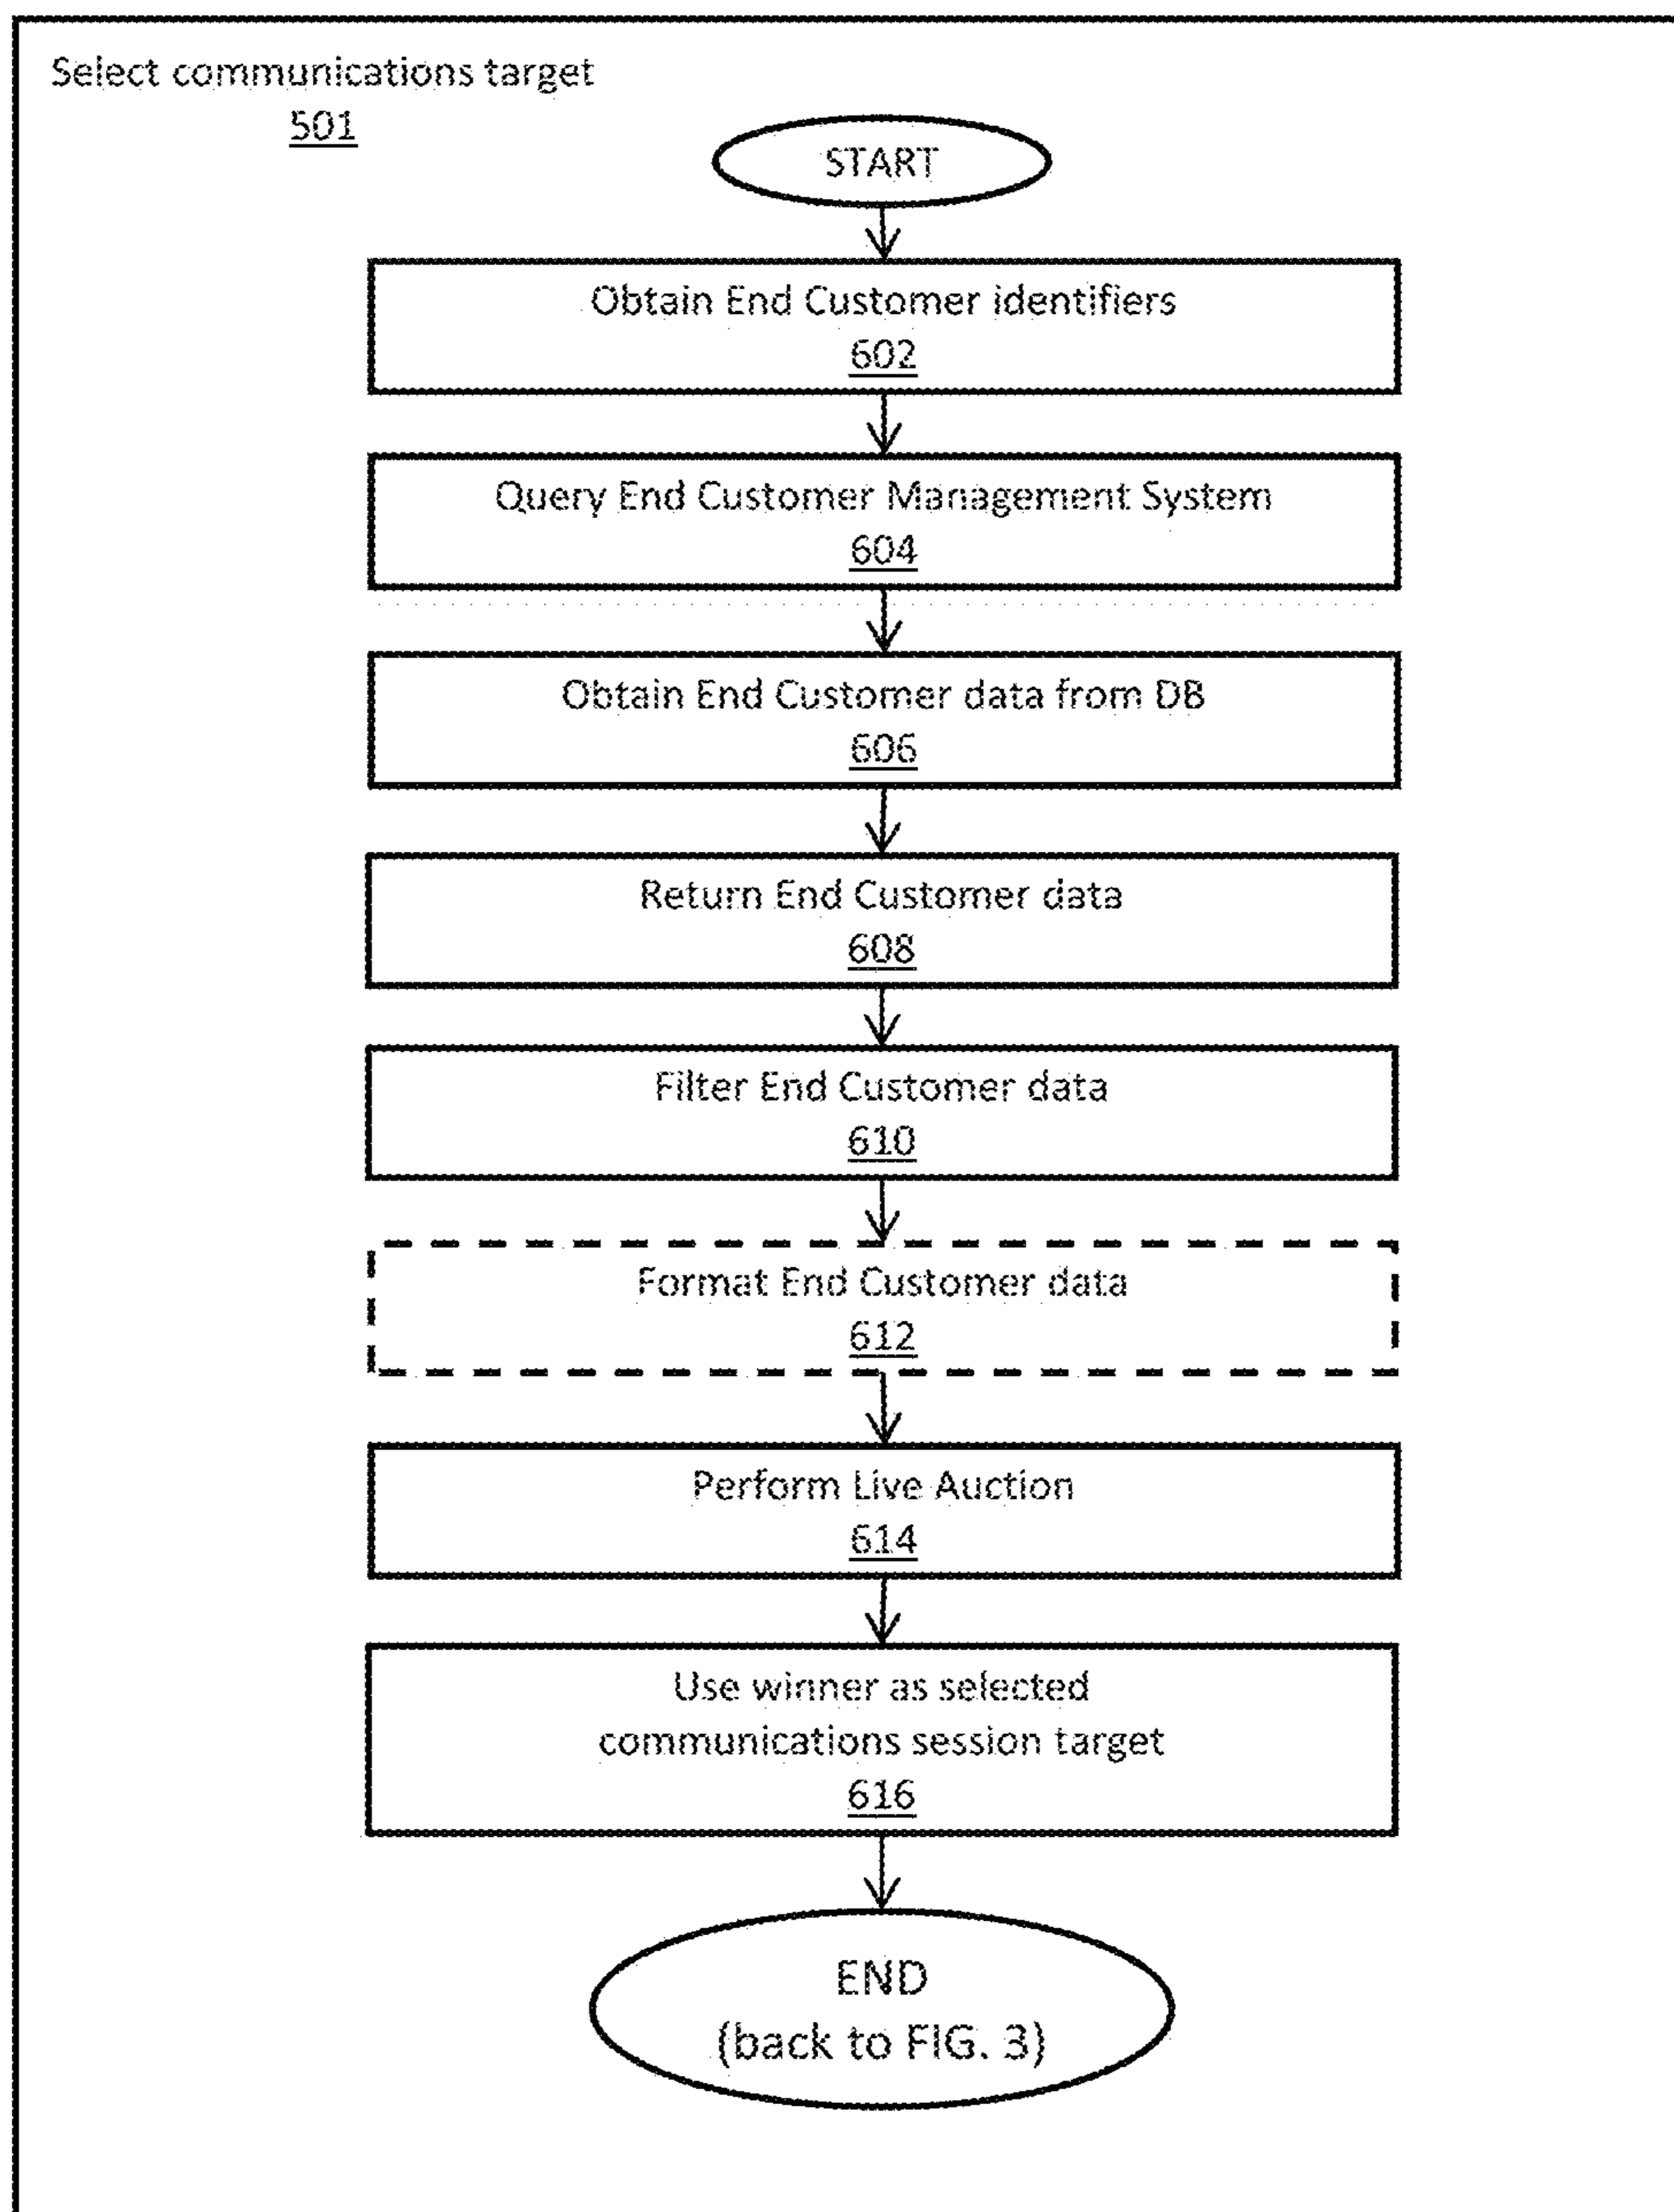 Select communications target
501
START
Obtain End Customer identifiers
602
Query End Customer Management System
604
Obtain End Customer data from DB
606
Return End Customer data
608
Filter End Customer data
610
Format End Customer data
612
Perform Live Auction
614
Use winner as selected
communications session target
616
END
(back to FIG. 3)